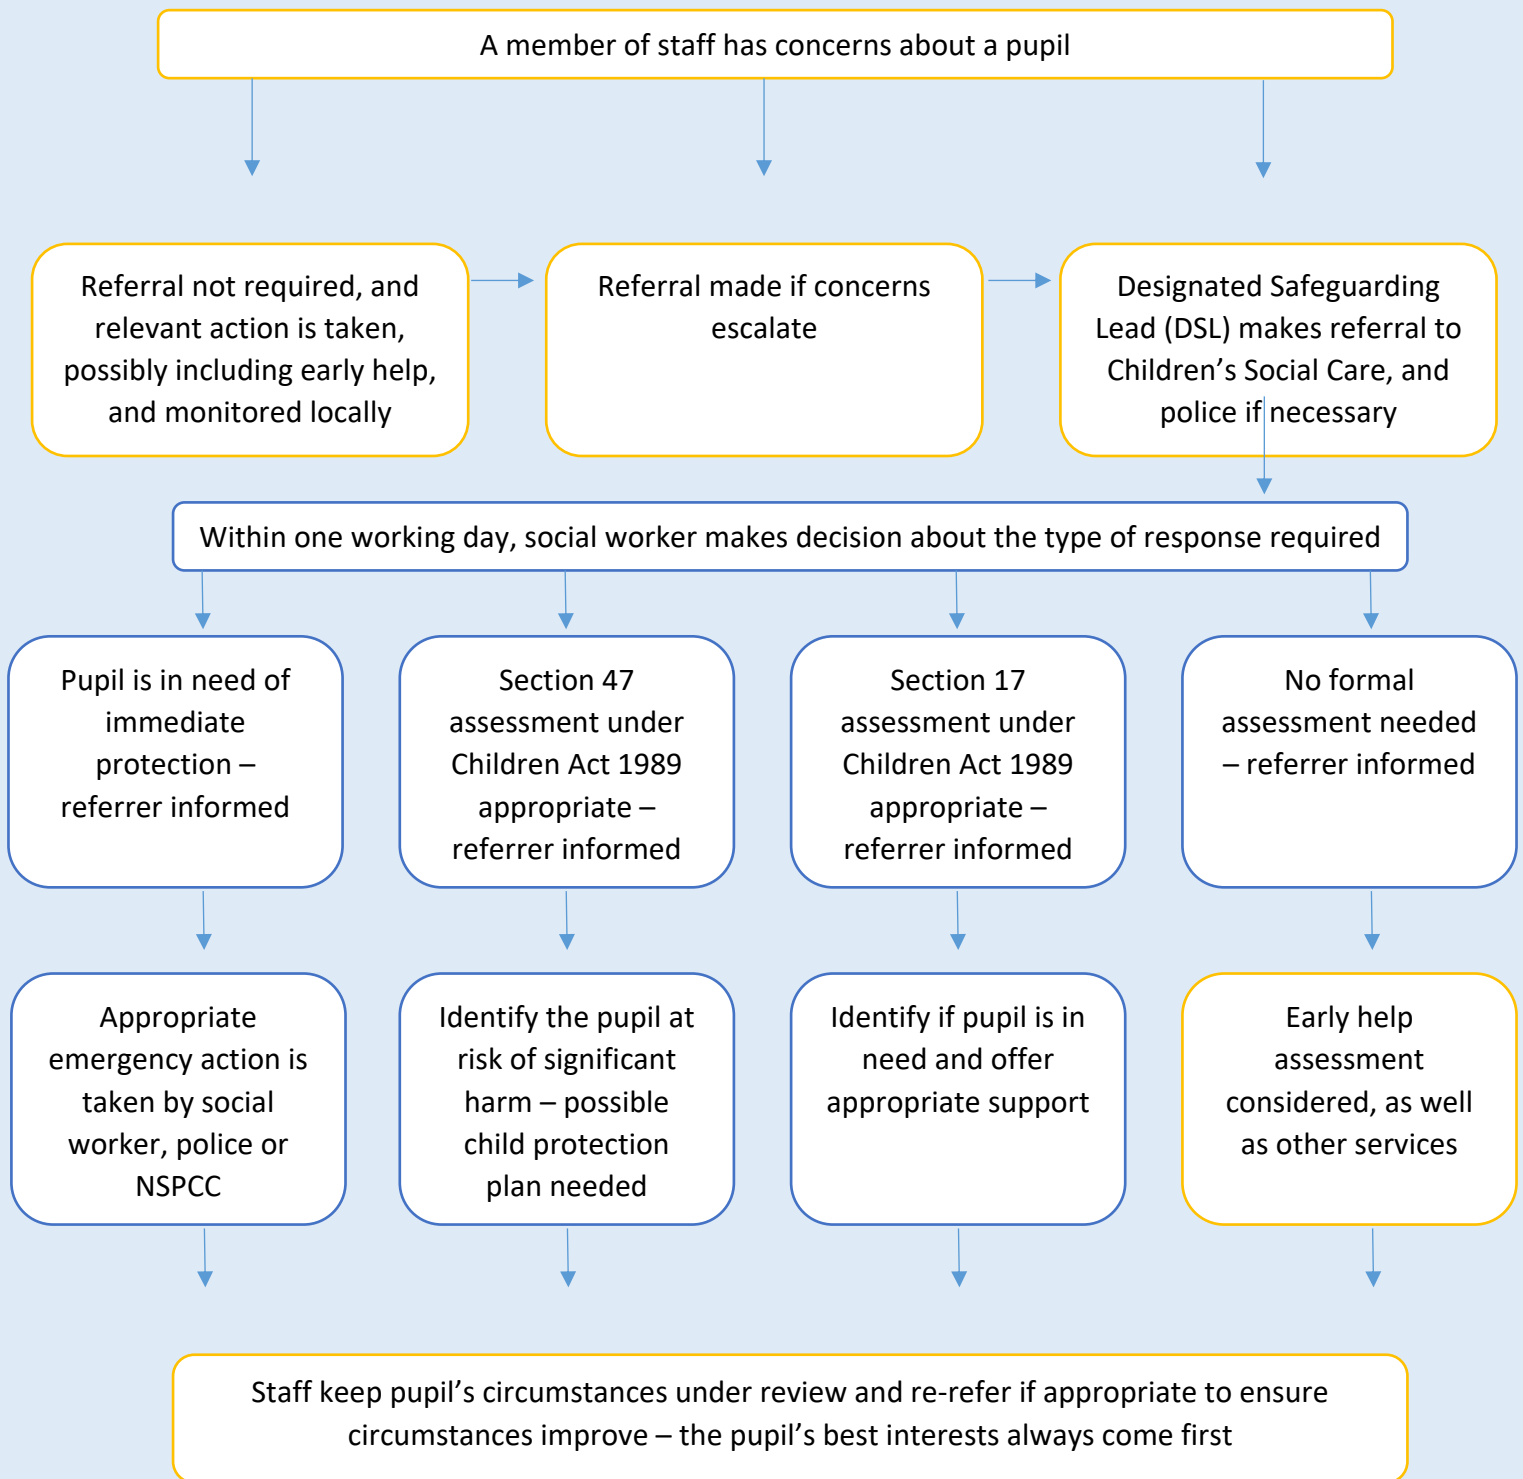 A member of staff has concerns about a pupil
Referral not required, and
relevant action is taken,
possibly including early help,
and monitored locally
Referral made if concerns
escalate
Designated Safeguarding
Lead (DSL) makes referral to
Children’s Social Care, and
police if necessary
Within one working day, social worker makes decision about the type of response required
Pupil is in need of
immediate
protection –
referrer informed
Section 47
assessment under
Children Act 1989
appropriate –
referrer informed
Section 17
assessment under
Children Act 1989
appropriate –
referrer informed
No formal
assessment needed
– referrer informed
Appropriate
emergency action is
taken by social
worker, police or
NSPCC
Identify the pupil at
risk of significant
harm – possible
child protection
plan needed
Identify if pupil is in
need and offer
appropriate support
Early help
assessment
considered, as well
as other services
Staff keep pupil’s circumstances under review and re-refer if appropriate to ensure
circumstances improve – the pupil’s best interests always come first